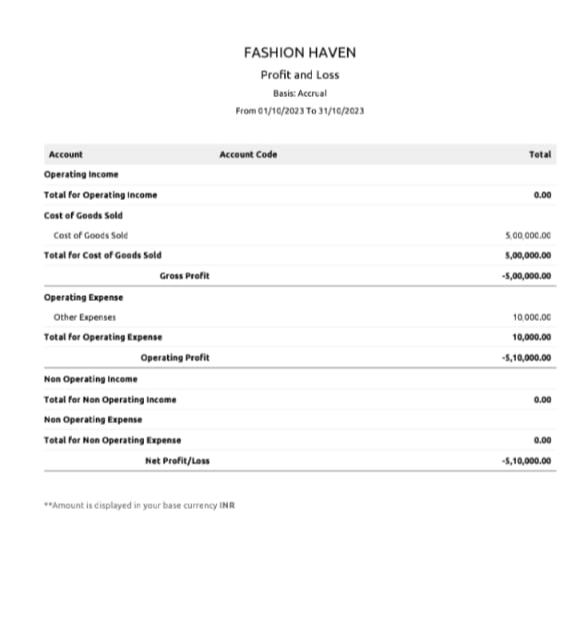 FASHION HAVEN
Profit and Loss
Basis: Accrual
From 01/10/2023 To 31/10/2023
Account Account Code Total
Operating Income
Total for Operating Income 0.00
Cost of Goods Sold
Cost of Goods Sold 5,00,000.00
Total for Cost of Goods Sold 5,00,000.00
Gross Profit -5,00,000.00
Operating Expense
Other Expenses 10,000.00
Total for Operating Expense 10,000.00
Operating Profit -5,10,000.00
Non Operating Income
Total for Non Operating Income 0.00
Non Operating Expense
Total for Non Operating Expense 0.00
Net Profit/Loss -5,10,000.00
**Amount is displayed in your base currency INR